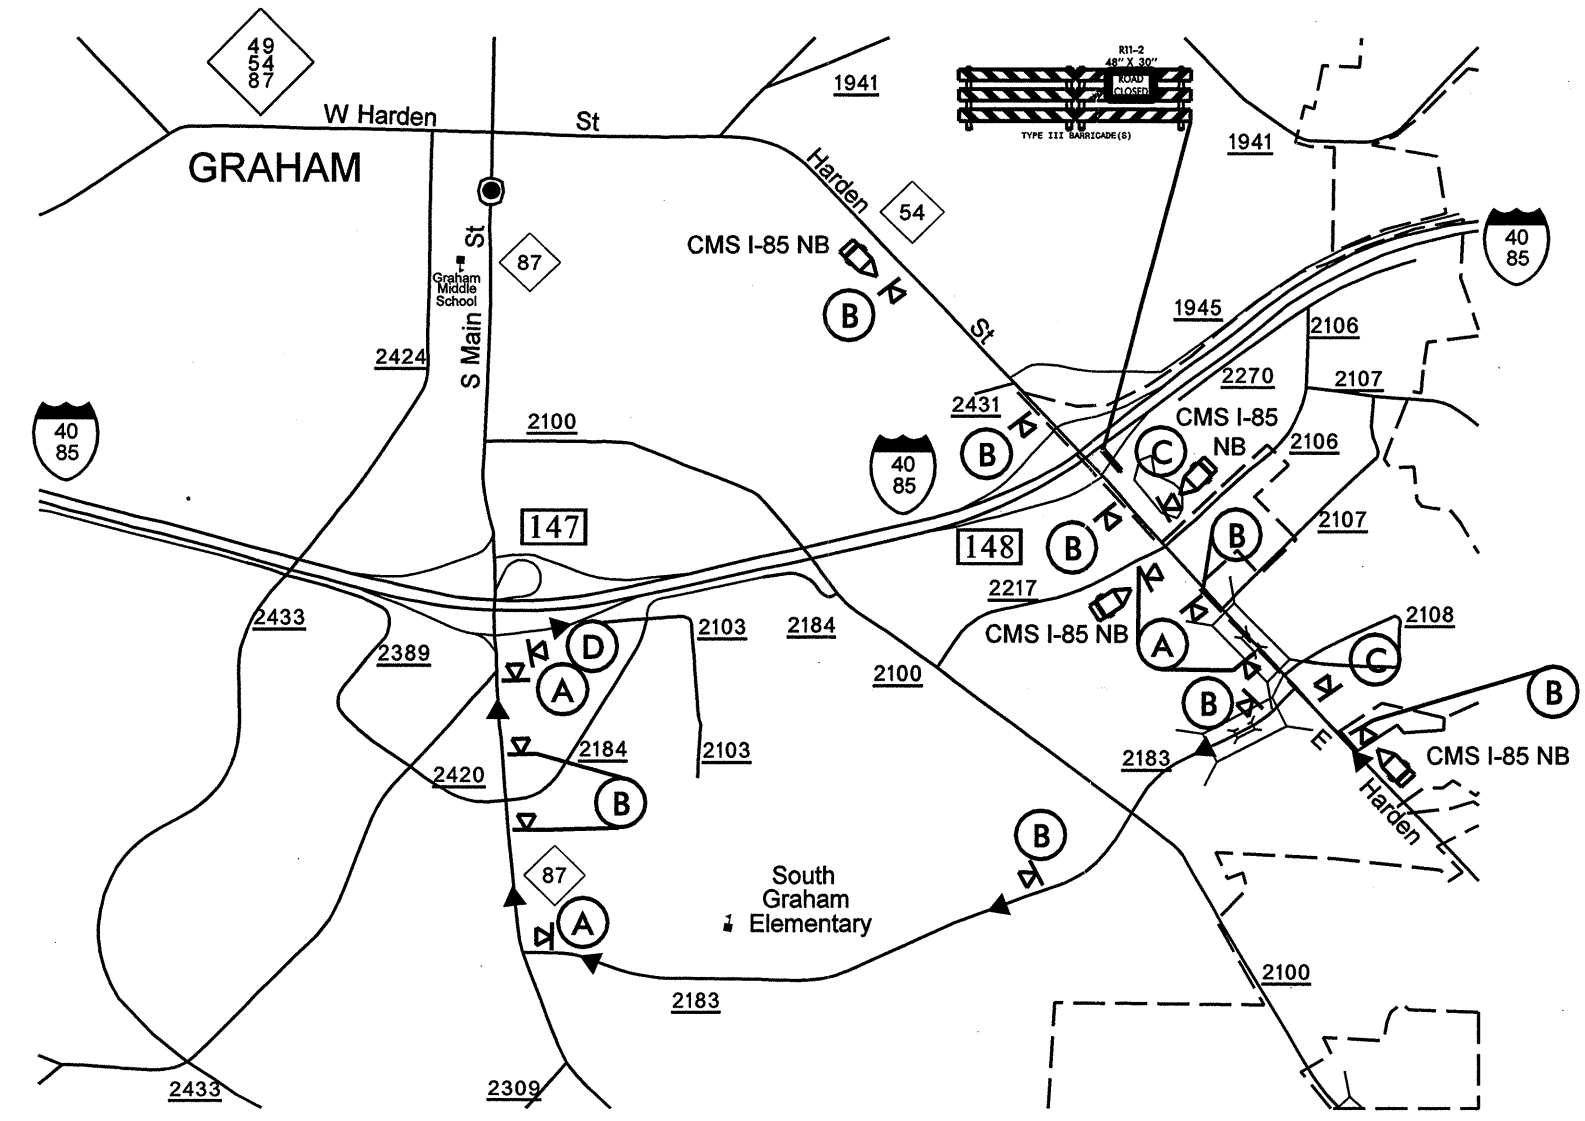 49
54
87
W Harden
St
GRAHAM
1941
R11-2
48" X 30"
ROAD
CLOSED
TYPE III BARRICADE(S)
1941
Harden
54
CMS I-85 NB
B
St
S Main St
87
Graham
Middle
School
2424
1945
40
85
2106
2270
2107
2431
CMS I-85
NB
2106
B
C
40
85
2100
40
85
147
148
B
B
2107
2217
CMS I-85 NB
A
2108
C
2433
2389
D
A
2103
2184
2100
B
B
E
2183
CMS I-85 NB
Harden
2184
2103
2420
B
B
87
A
South
Graham
Elementary
2183
2100
2433
2309